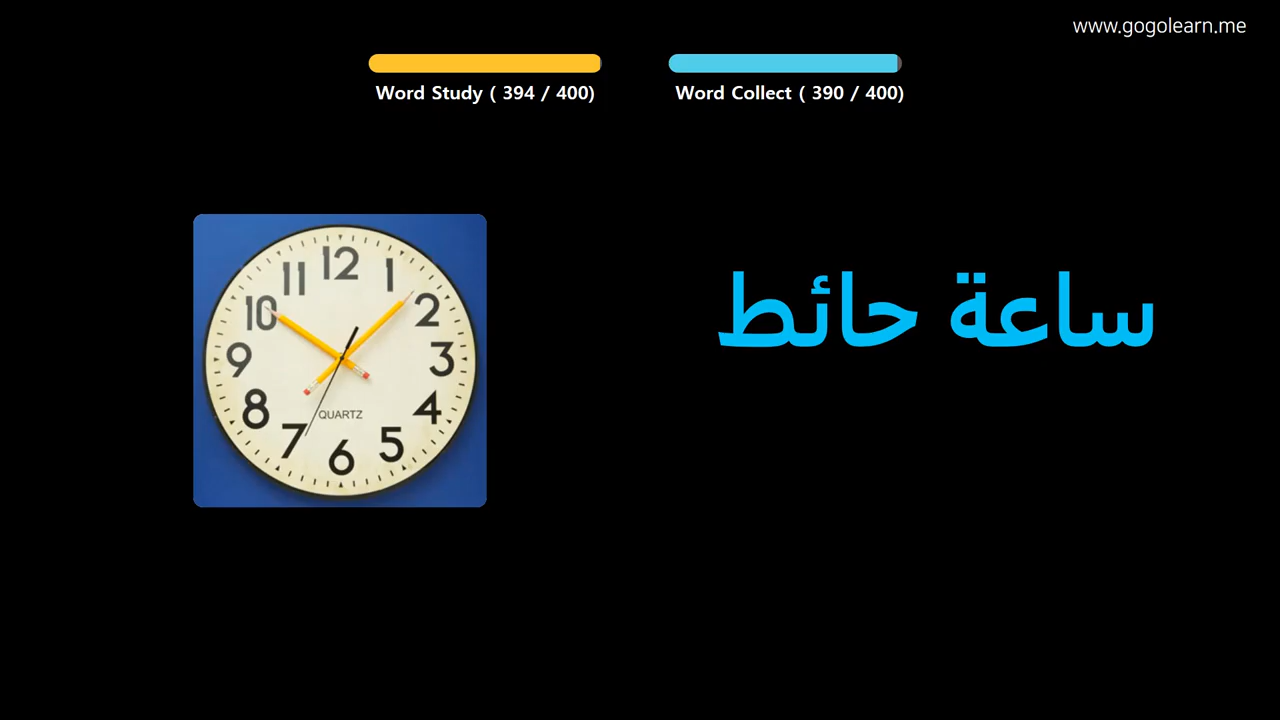 www.gogolearn.me
Word Study ( 394 / 400)
Word Collect ( 390 / 400)
12
11
1
10
2
9
3
8
4
7
5
6
QUARTZ
ساعة حائط